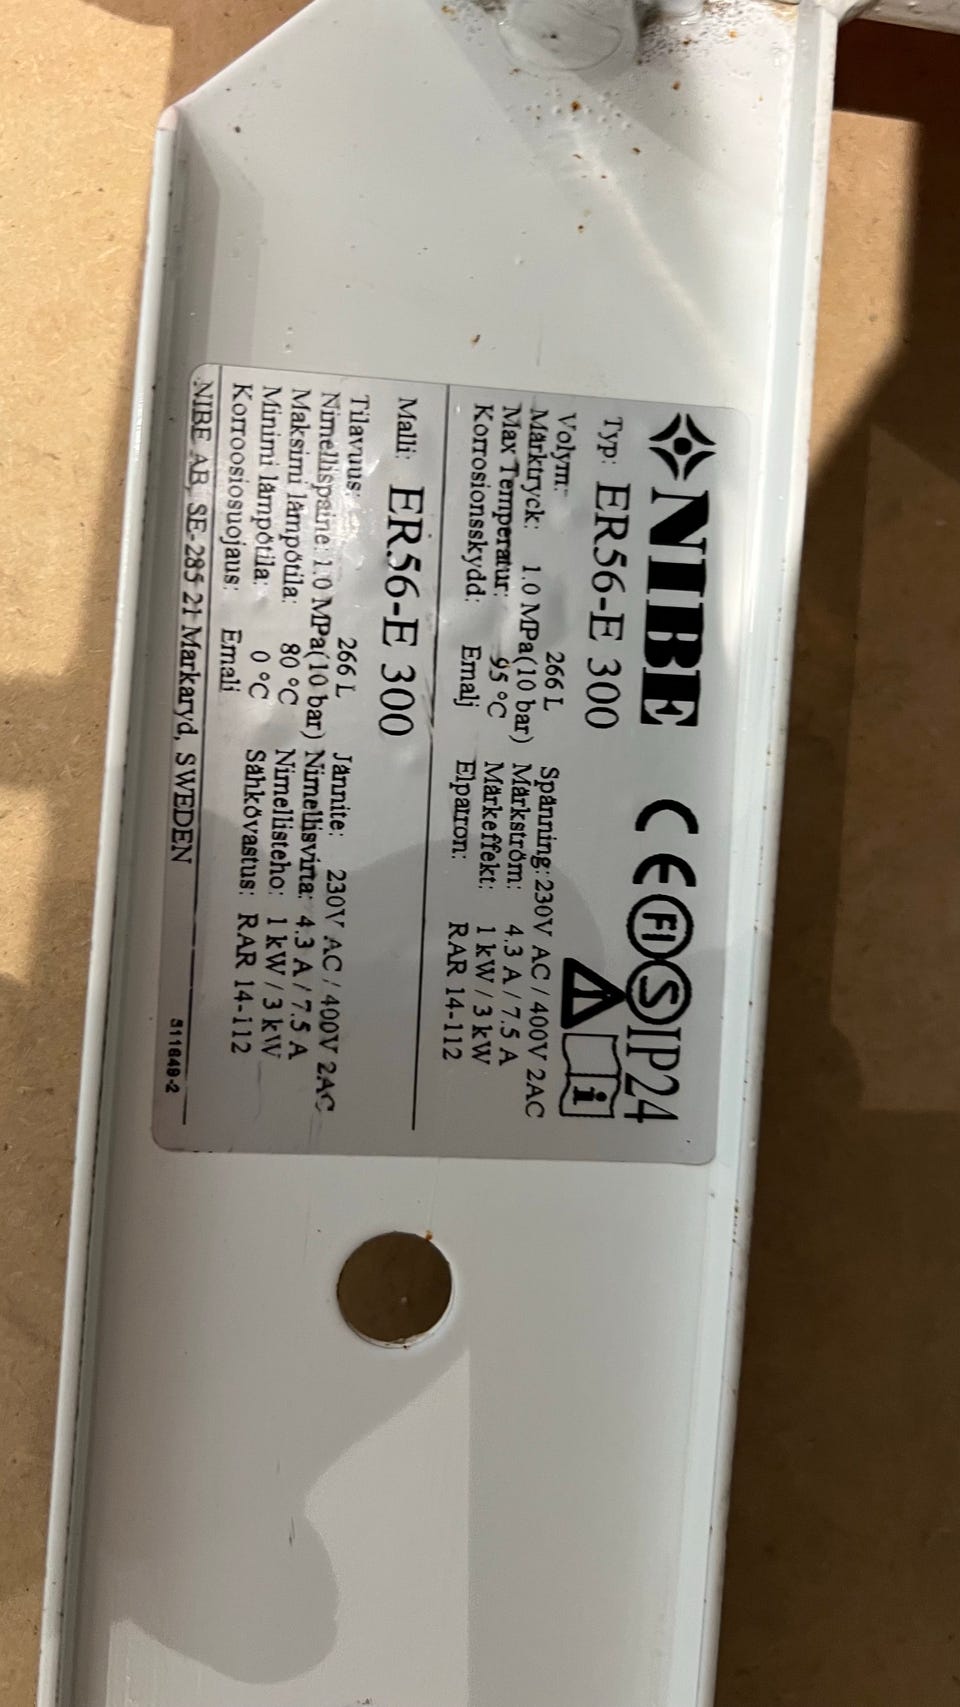 NIBE CE FI S IP24
Typ: ER56-E 300
i
Volym: 266 L Spänning: 230V AC / 400V 2AC
Märktryck: 1.0 MPa(10 bar) Märkström: 4.3 A / 7.5 A
Max Temperatur: 95 °C Märkeffekt: 1 kW / 3 kW
Korrosionsskydd: Emalj Elpatron: RAR 14-112
Malli: ER56-E 300
Tilavuus: 266 L Jännite: 230V AC / 400V 2AC
Nimellispaine: 1.0 MPa(10 bar) Nimellisvirta: 4.3 A / 7.5 A
Maksimi lämpötila: 80 °C Nimellisteho: 1 kW / 3 kW
Minimi lämpötila: 0 °C Sähkövastus: RAR 14-112
Korroosiosuojaus: Emali
NIBE AB, SE-285 21 Markaryd, SWEDEN 511649-2